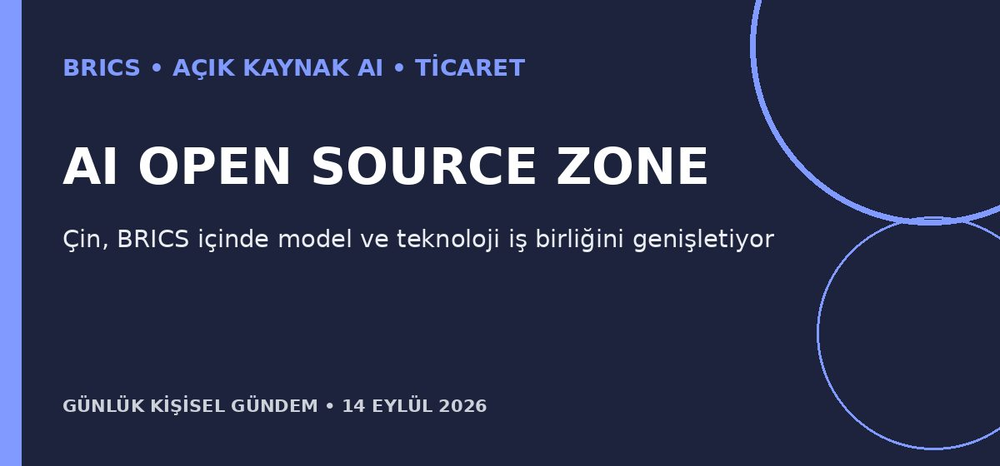 BRICS • AÇIK KAYNAK AI • TİCARET
AI OPEN SOURCE ZONE
Çin, BRICS içinde model ve teknoloji iş birliğini genişletiyor
GÜNLÜK KİŞİSEL GÜNDEM • 14 EYLÜL 2026